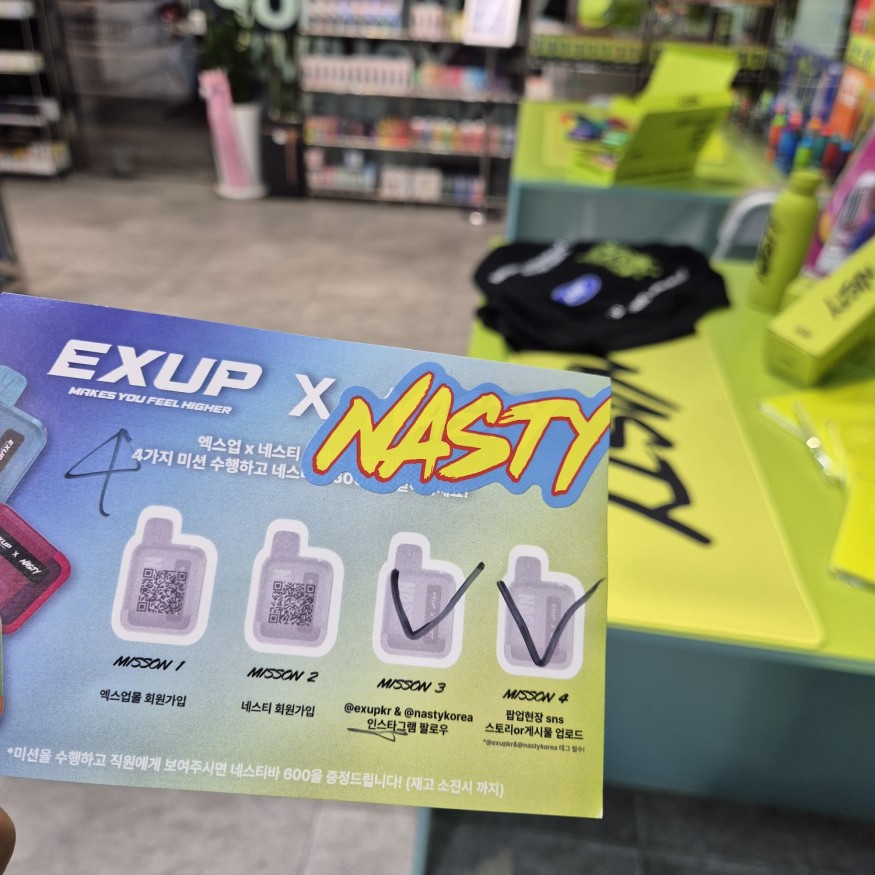 EXUP X NASTY
MAKES YOU FEEL HIGHER
엑스업 x 네스티
4가지 미션 수행하고
4
MISSON 1
엑스업몰 회원가입
MISSON 2
네스티 회원가입
MISSON 3
@exupkr & @nastykorea
인스타그램 팔로우
MISSON 4
팝업현장 sns
스토리or게시물 업로드
*@exupkr&@nastykorea 태그 필수!
*미션을 수행하고 직원에게 보여주시면 네스티바 600을 증정드립니다! (재고 소진시 까지)
EXUP X NASTY
NASTY
NASTY